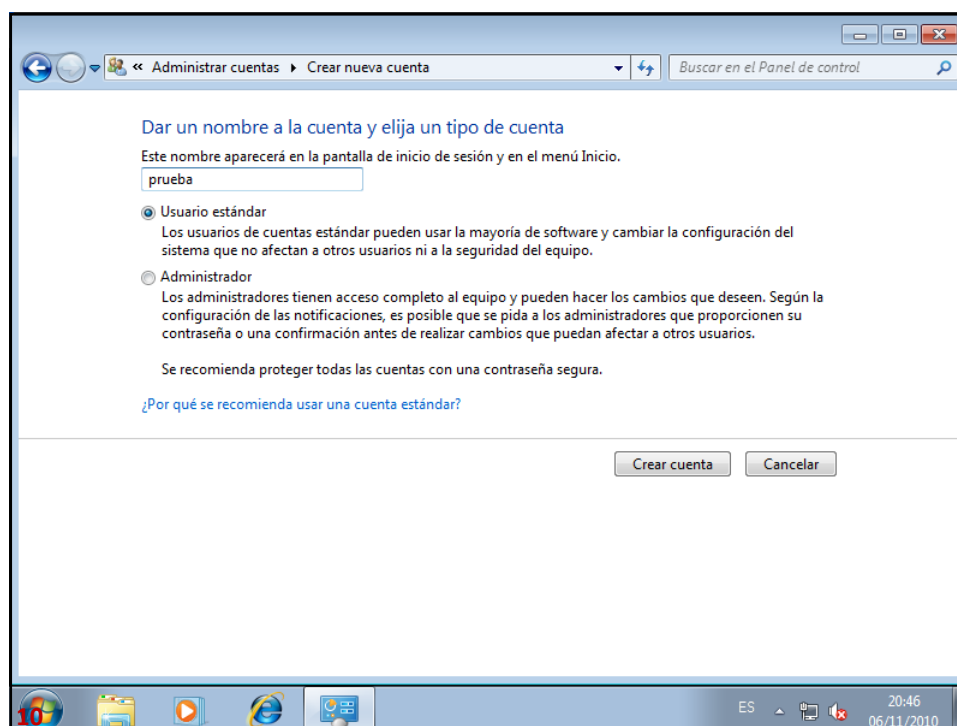 « Administrar cuentas ▸ Crear nueva cuenta
Buscar en el Panel de control
Dar un nombre a la cuenta y elija un tipo de cuenta
Este nombre aparecerá en la pantalla de inicio de sesión y en el menú Inicio.
prueba
Usuario estándar
Los usuarios de cuentas estándar pueden usar la mayoría de software y cambiar la configuración del
sistema que no afectan a otros usuarios ni a la seguridad del equipo.
Administrador
Los administradores tienen acceso completo al equipo y pueden hacer los cambios que deseen. Según la
configuración de las notificaciones, es posible que se pida a los administradores que proporcionen su
contraseña o una confirmación antes de realizar cambios que puedan afectar a otros usuarios.
Se recomienda proteger todas las cuentas con una contraseña segura.
¿Por qué se recomienda usar una cuenta estándar?
Crear cuenta
Cancelar
10
ES
20:46
06/11/2010